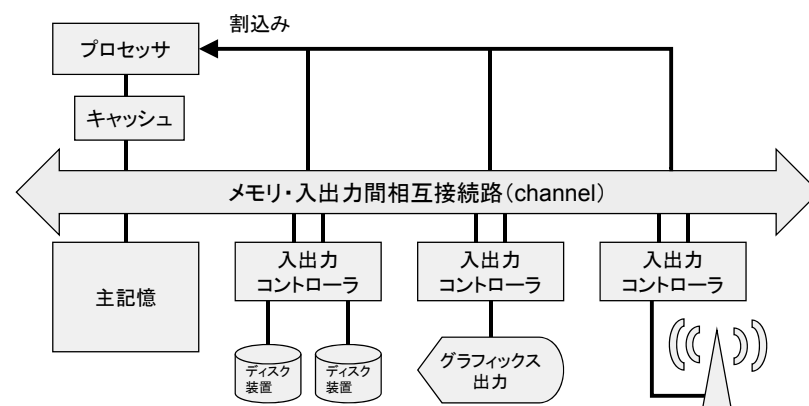 割込み
プロセッサ
キャッシュ
メモリ・入出力間相互接続路(channel)
主記憶
入出力
コントローラ
入出力
コントローラ
入出力
コントローラ
ディスク
装置
ディスク
装置
グラフィックス
出力